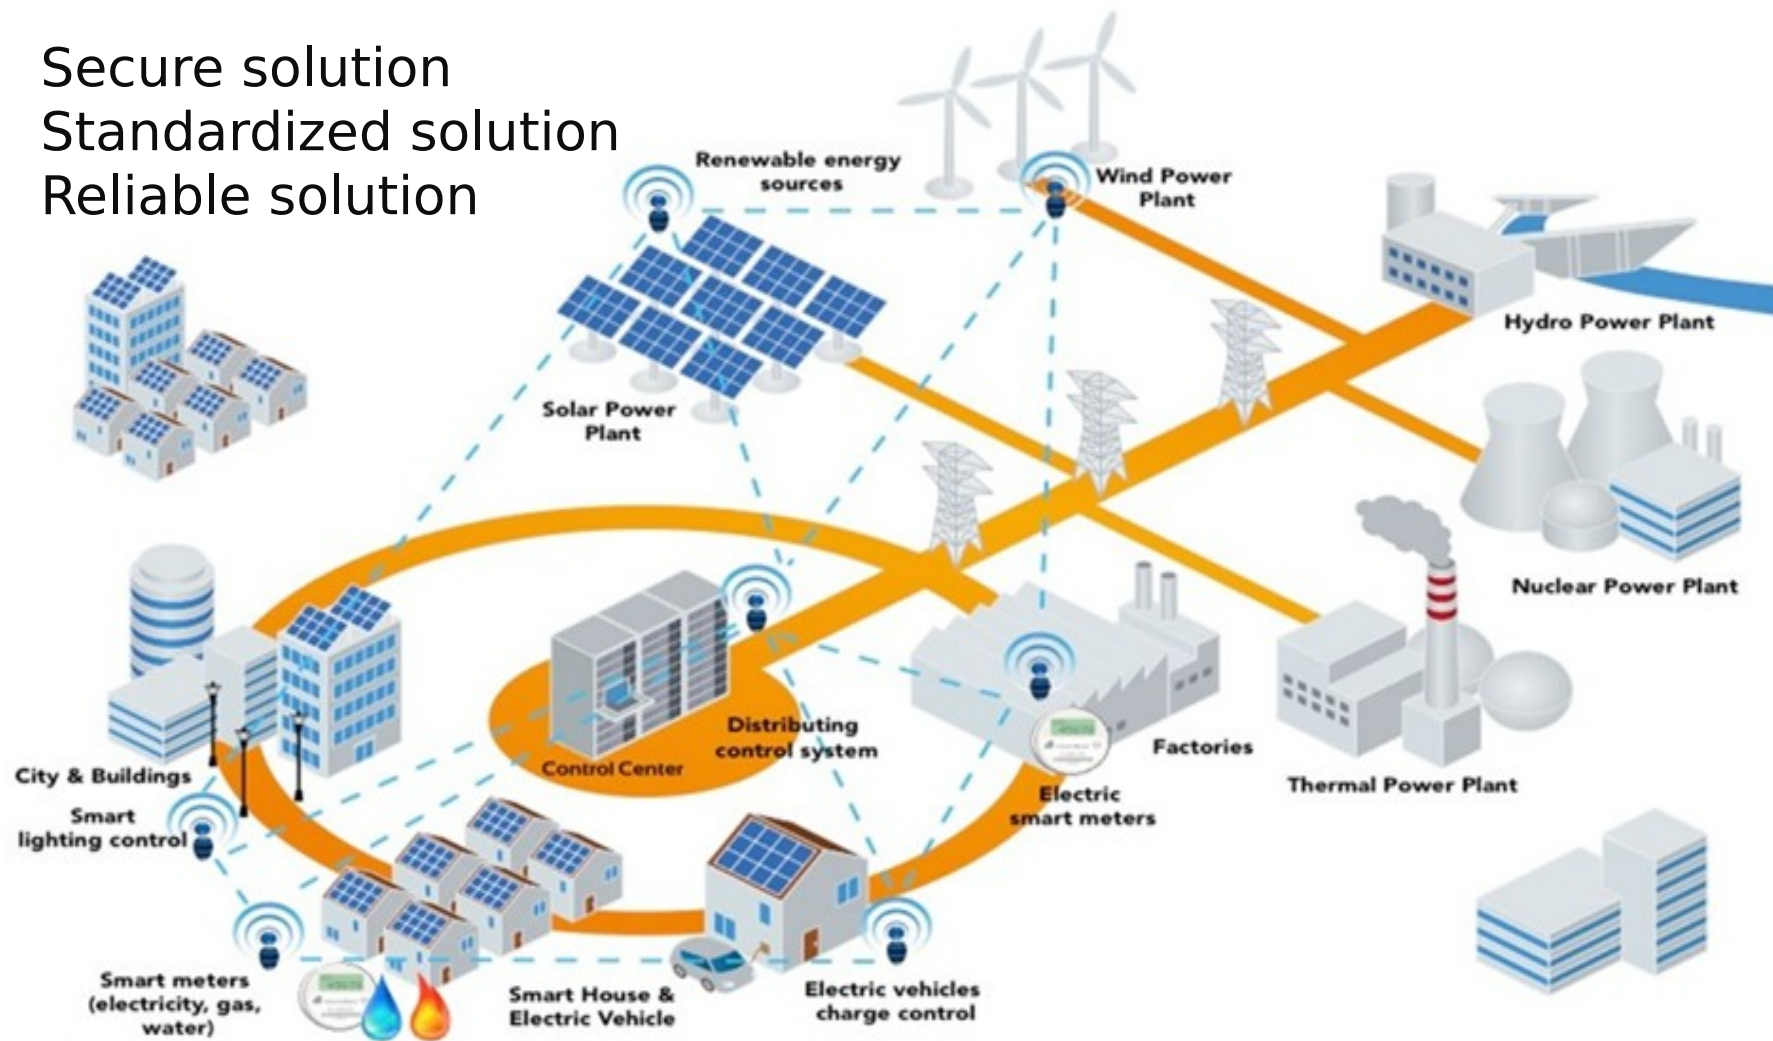 Secure solution
Standardized solution
Reliable solution
Renewable energy
sources
Wind Power
Plant
Hydro Power Plant
Solar Power
Plant
Nuclear Power Plant
Distributing
control system
Control Center
Factories
City & Buildings
Thermal Power Plant
Electric
smart meters
Smart
lighting control
Smart meters
(electricity, gas,
water)
Smart House &
Electric Vehicle
Electric vehicles
charge control